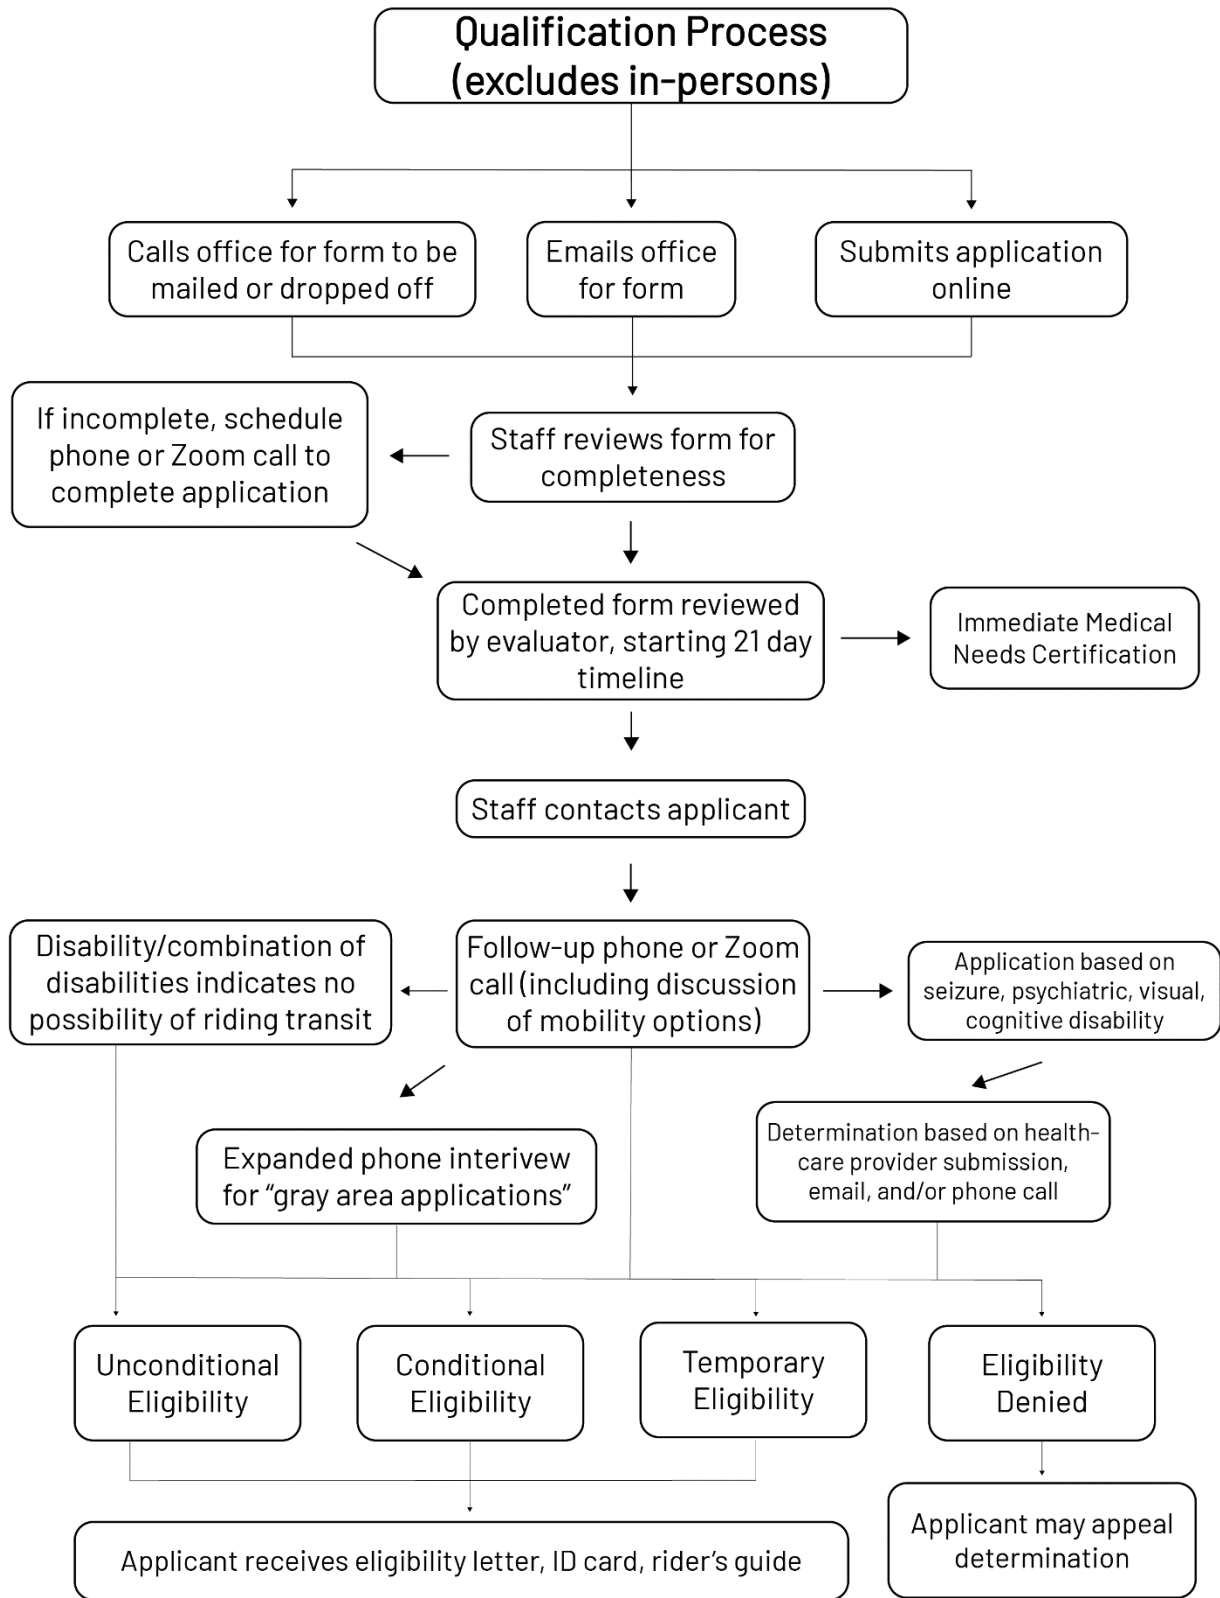 Qualification Process
(excludes in-persons)
Calls office for form to be
mailed or dropped off
Emails office
for form
Submits application
online
If incomplete, schedule
phone or Zoom call to
complete application
Staff reviews form for
completeness
Completed form reviewed
by evaluator, starting 21 day
timeline
Immediate Medical
Needs Certification
Staff contacts applicant
Disability/combination of
disabilities indicates no
possibility of riding transit
Follow-up phone or Zoom
call (including discussion
of mobility options)
Application based on
seizure, psychiatric, visual,
cognitive disability
Expanded phone interivew
for “gray area applications”
Determination based on health-
care provider submission,
email, and/or phone call
Unconditional
Eligibility
Conditional
Eligibility
Temporary
Eligibility
Eligibility
Denied
Applicant receives eligibility letter, ID card, rider’s guide
Applicant may appeal
determination